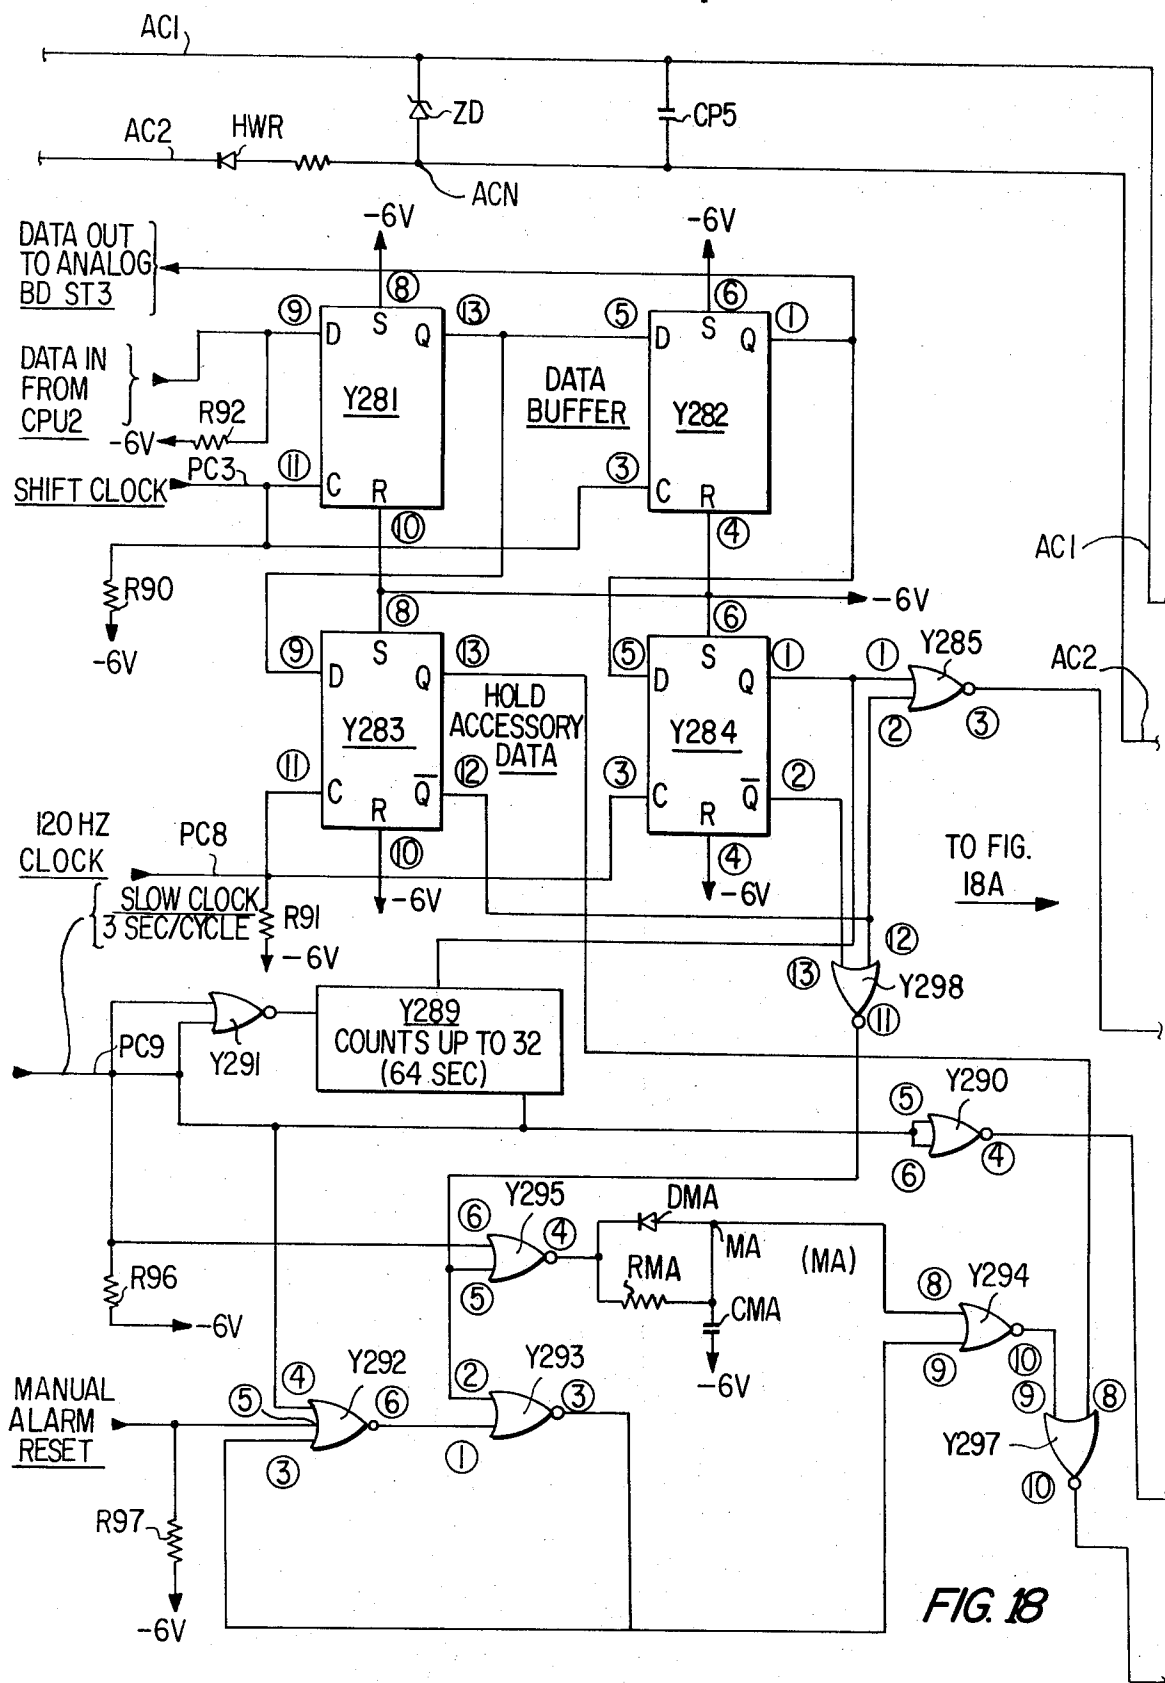 AC1
ZD
CP5
AC2
HWR
ACN
-6V
-6V
DATA OUT
TO ANALOG
BD ST3
8
6
9
D
S
Q
13
5
D
S
Q
1
DATA IN
FROM
CPU2
Y281
DATA
BUFFER
Y282
R92
-6V
PC3
11
C
R
3
C
R
SHIFT CLOCK
10
4
AC1
R90
8
6
-6V
-6V
9
D
S
Q
13
5
D
S
Q
1
1
Y285
AC2
HOLD
ACCESSORY
DATA
Y283
Y284
2
3
11
C
R
Q
12
3
C
R
Q
2
120 HZ
CLOCK
PC8
10
4
TO FIG.
18A
SLOW CLOCK
3 SEC/CYCLE
R91
-6V
-6V
-6V
12
13
Y298
11
Y289
COUNTS UP TO 32
(64 SEC)
PC9
Y291
5
Y290
6
4
6
Y295
4
DMA
MA
(MA)
RMA
5
CMA
8
Y294
R96
-6V
-6V
9
10
MANUAL
ALARM
RESET
4
Y292
5
6
2
Y293
3
9
8
3
1
Y297
10
R97
-6V
FIG. 18